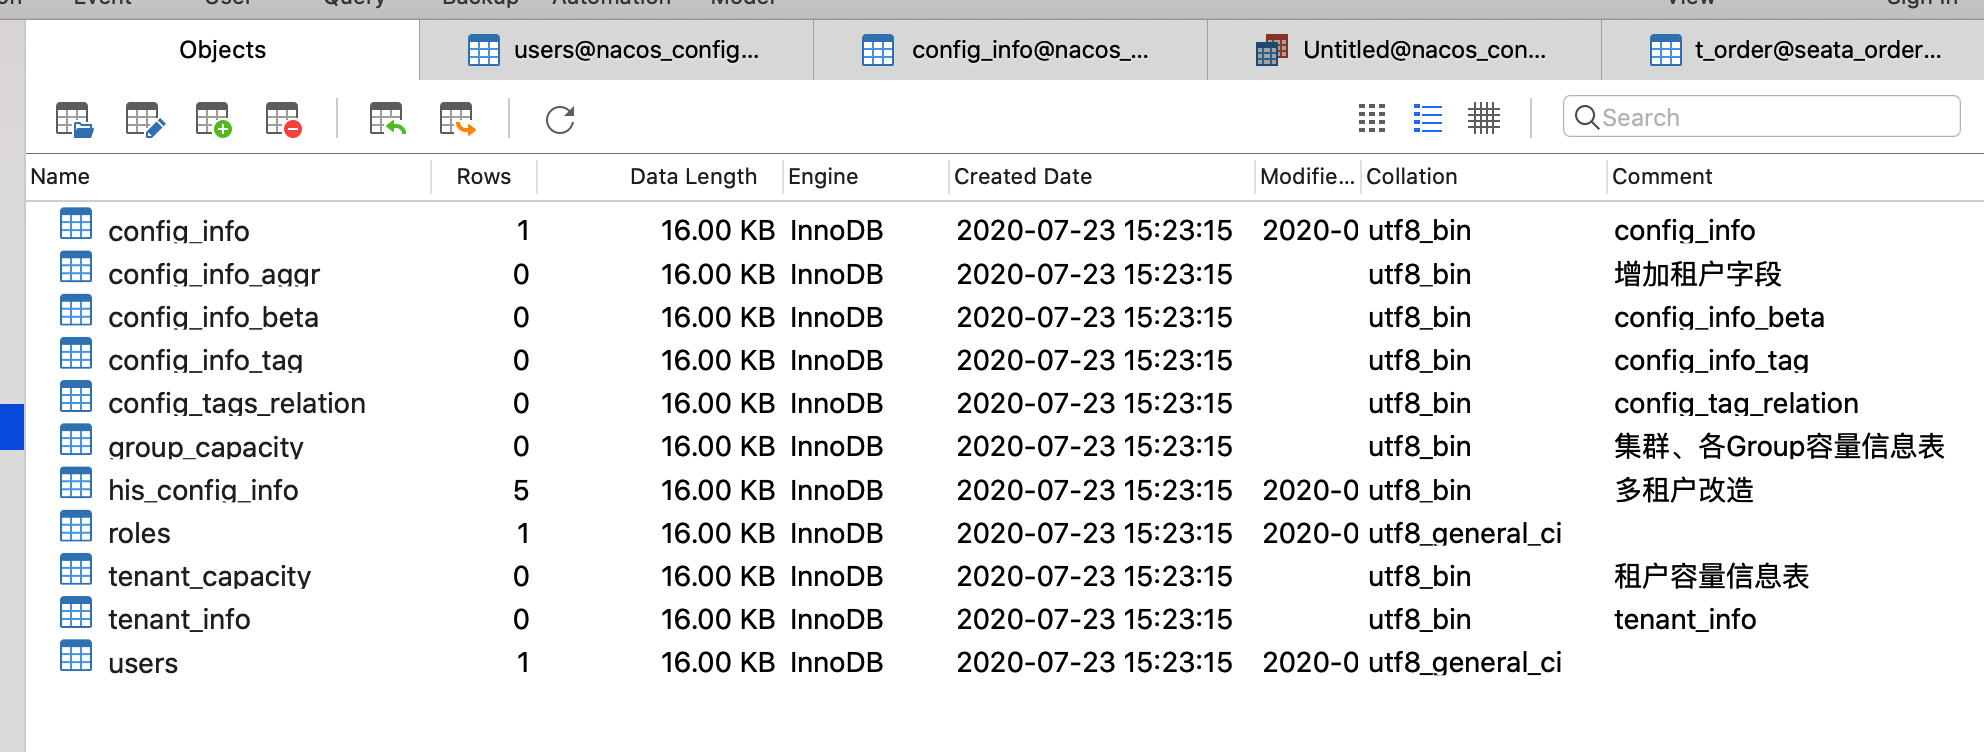 Event User Query Backup Automation Model View Sign In
Objects users@nacos_config... config_info@nacos_... Untitled@nacos_con... t_order@seata_order...
Search
Name Rows Data Length Engine Created Date Modifie... Collation Comment
config_info 1 16.00 KB InnoDB 2020-07-23 15:23:15 2020-0 utf8_bin config_info
config_info_aggr 0 16.00 KB InnoDB 2020-07-23 15:23:15 utf8_bin 增加租户字段
config_info_beta 0 16.00 KB InnoDB 2020-07-23 15:23:15 utf8_bin config_info_beta
config_info_tag 0 16.00 KB InnoDB 2020-07-23 15:23:15 utf8_bin config_info_tag
config_tags_relation 0 16.00 KB InnoDB 2020-07-23 15:23:15 utf8_bin config_tag_relation
group_capacity 0 16.00 KB InnoDB 2020-07-23 15:23:15 utf8_bin 集群、各Group容量信息表
his_config_info 5 16.00 KB InnoDB 2020-07-23 15:23:15 2020-0 utf8_bin 多租户改造
roles 1 16.00 KB InnoDB 2020-07-23 15:23:15 2020-0 utf8_general_ci
tenant_capacity 0 16.00 KB InnoDB 2020-07-23 15:23:15 utf8_bin 租户容量信息表
tenant_info 0 16.00 KB InnoDB 2020-07-23 15:23:15 utf8_bin tenant_info
users 1 16.00 KB InnoDB 2020-07-23 15:23:15 2020-0 utf8_general_ci